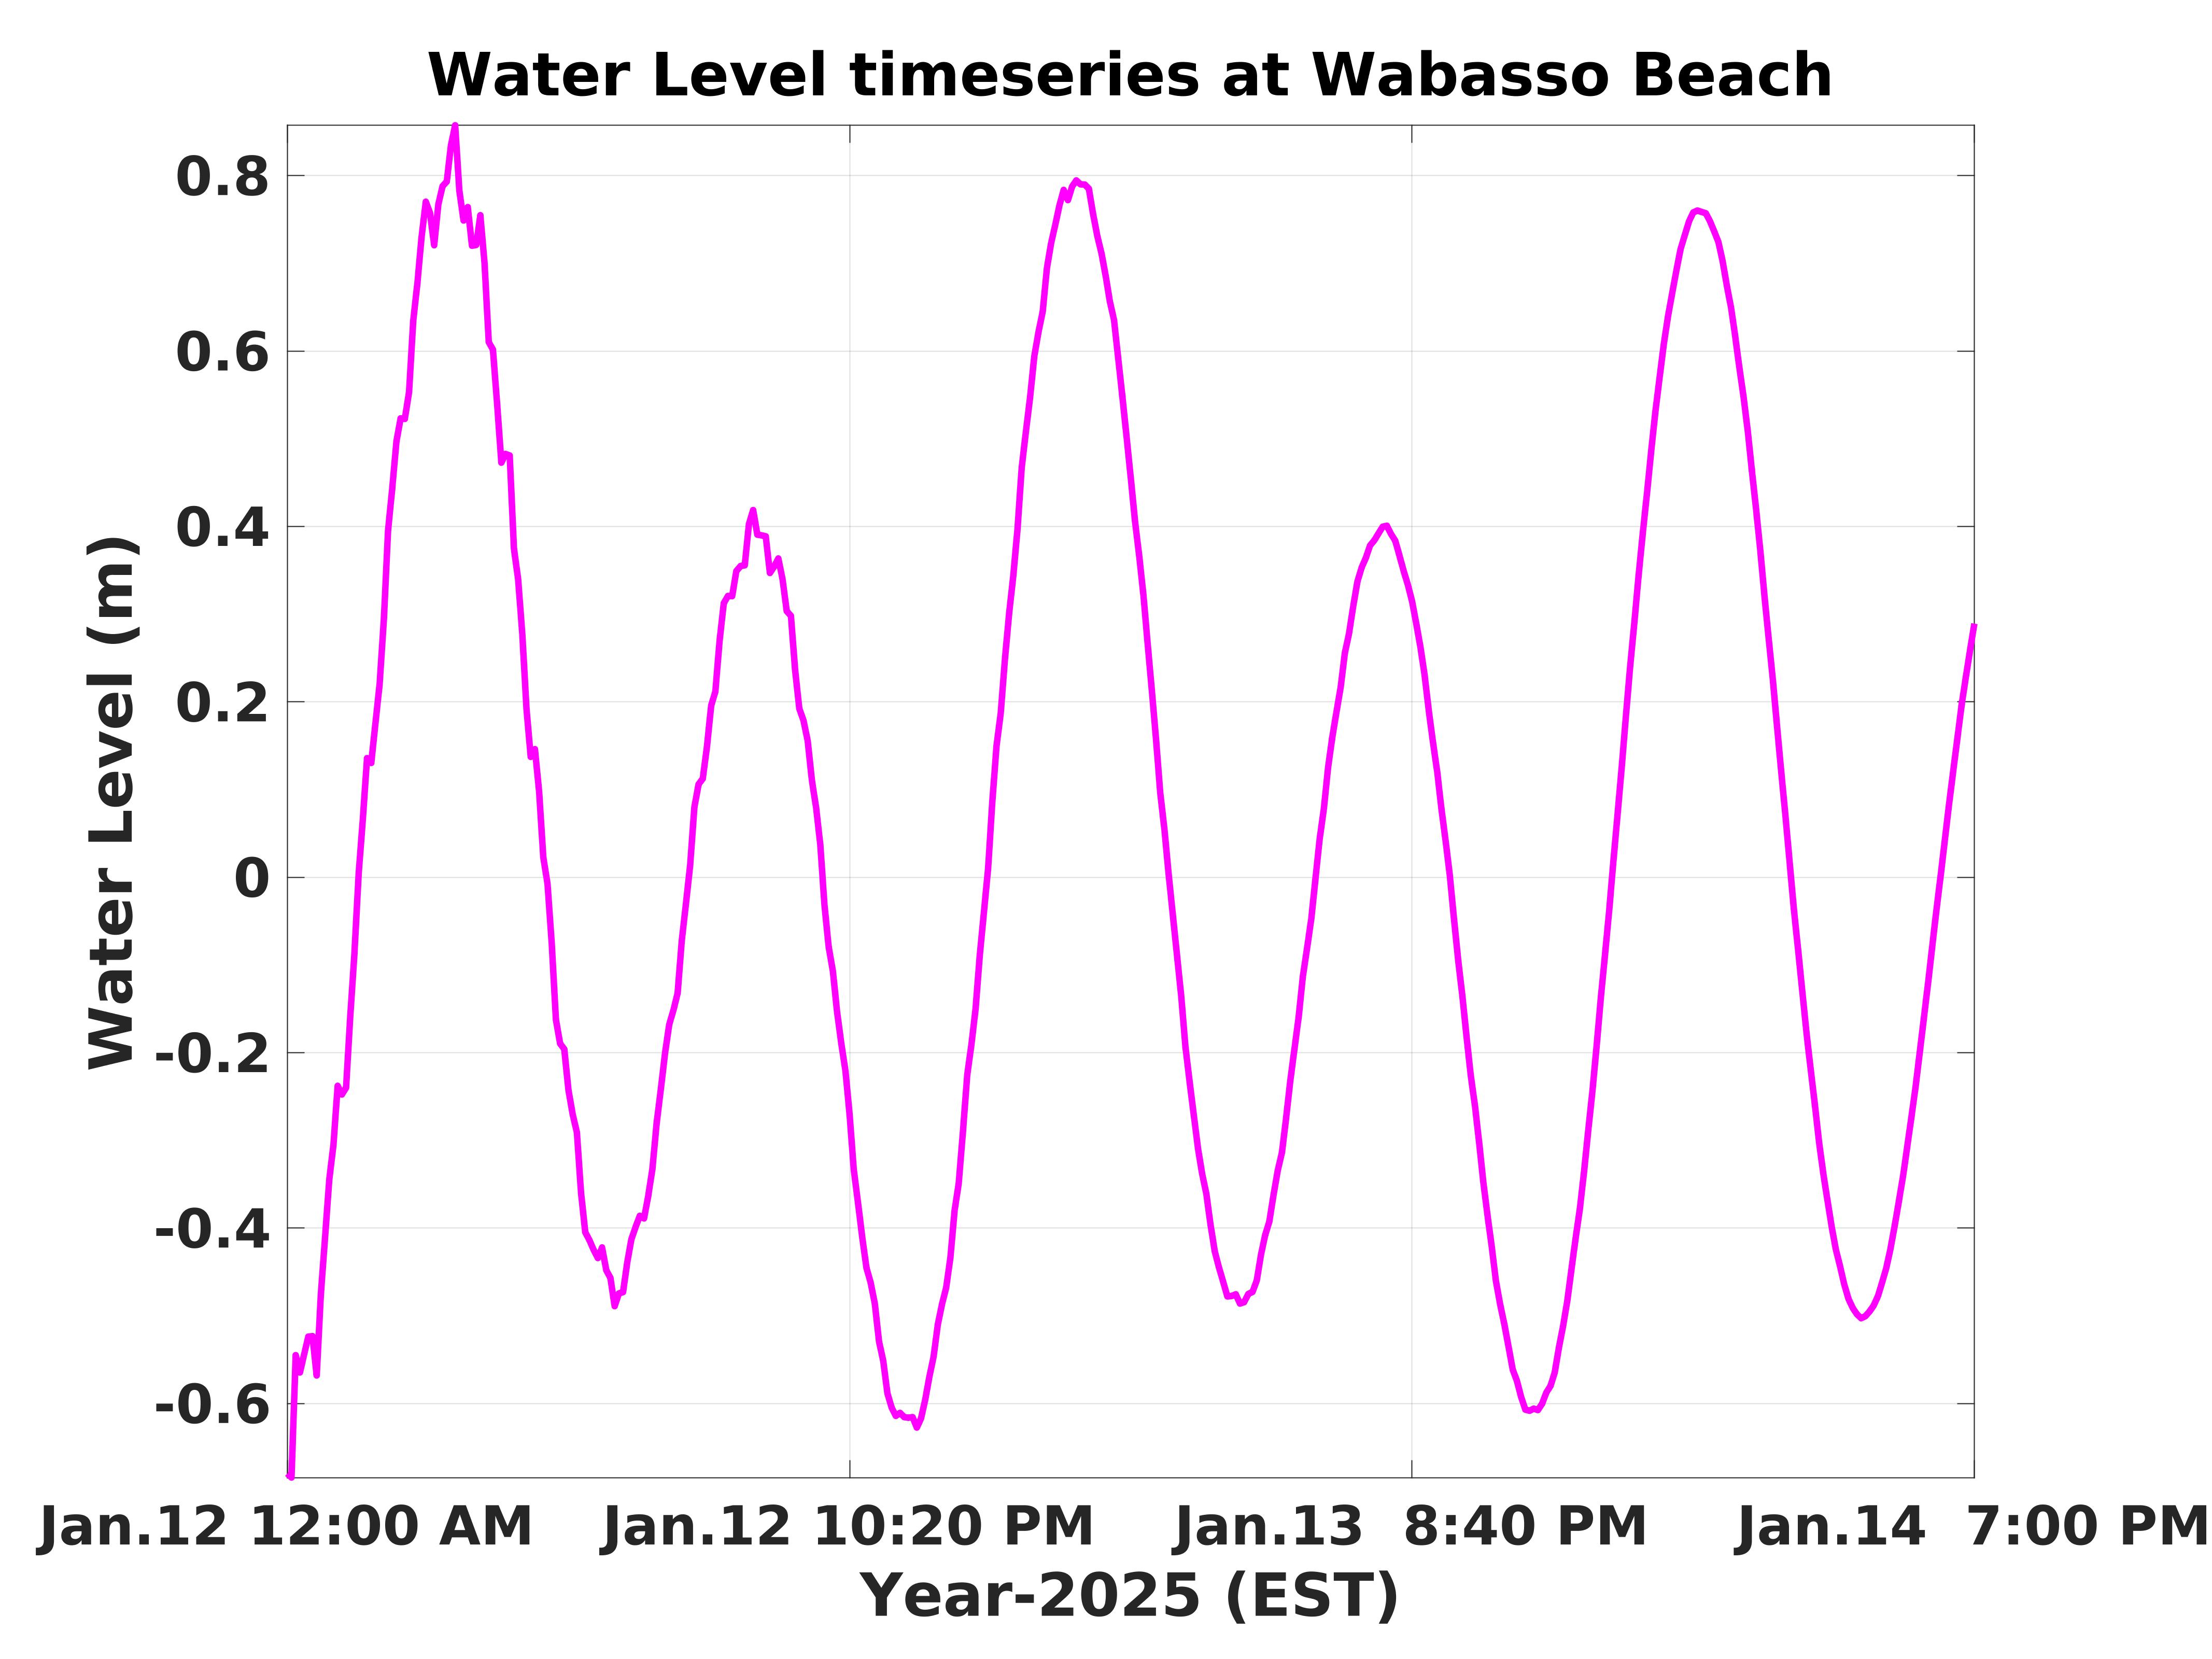 Water Level timeseries at Wabasso Beach
0.8
0.6
0.4
0.2
0
-0.2
-0.4
-0.6
Water Level (m)
Jan.12 12:00 AM Jan.12 10:20 PM Jan.13 8:40 PM Jan.14 7:00 PM
Year-2025 (EST)